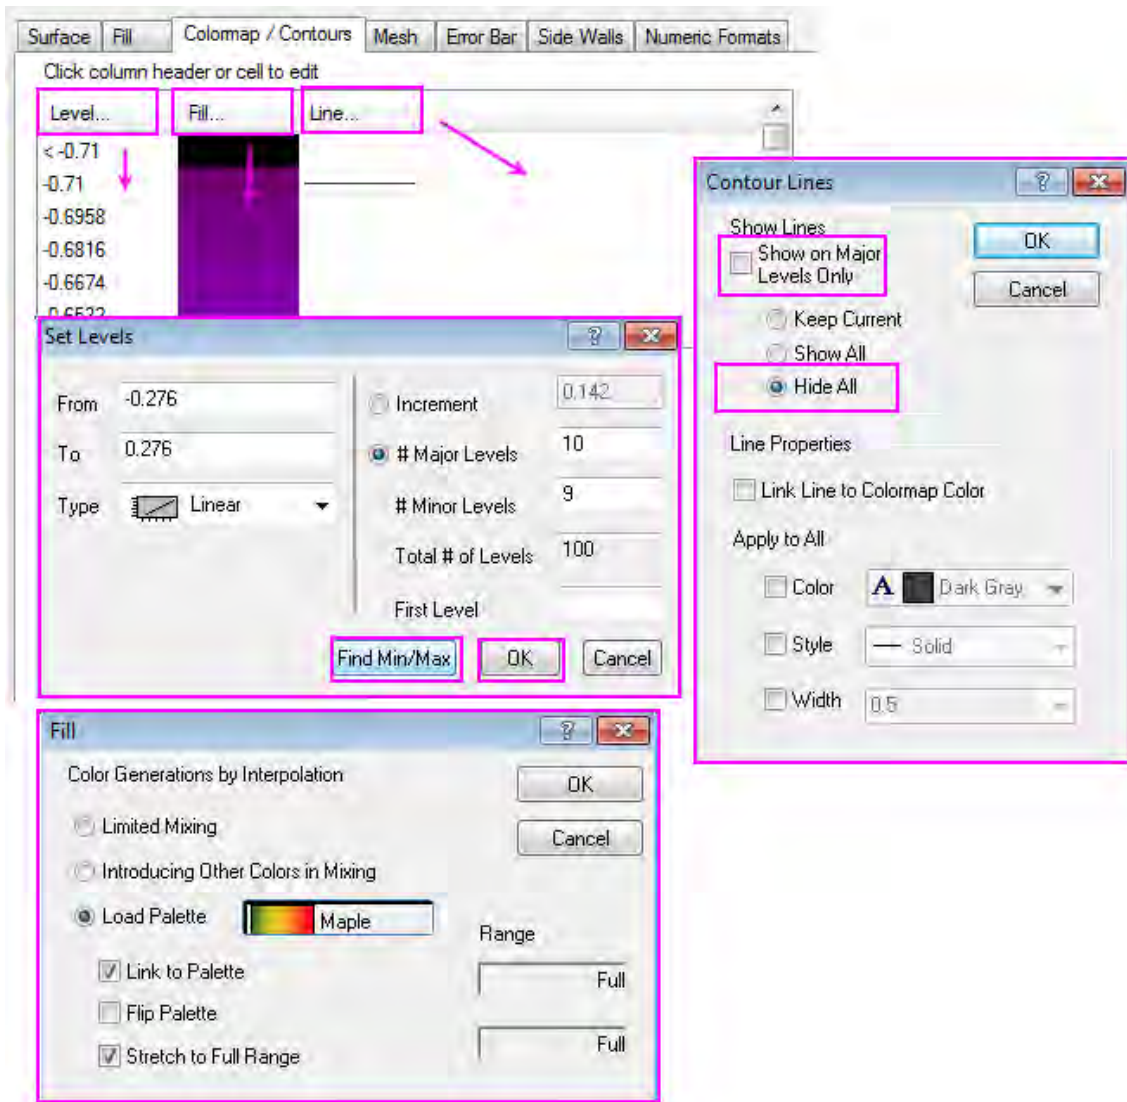 Surface Fill Colormap / Contours Mesh Error Bar Side Walls Numeric Formats
Click column header or cell to edit
Level... Fill... Line...
< -0.71
-0.71
-0.6958
-0.6816
-0.6674
Set Levels
From -0.276
To 0.276
Type Linear
Increment 0.142
# Major Levels 10
# Minor Levels 9
Total # of Levels 100
First Level
Find Min/Max OK Cancel
Contour Lines
Show Lines
Show on Major
Levels Only
OK
Cancel
Keep Current
Show All
Hide All
Line Properties
Link Line to Colormap Color
Apply to All
Color A Dark Gray
Style Solid
Width 0.5
Fill
Color Generations by Interpolation
OK
Cancel
Limited Mixing
Introducing Other Colors in Mixing
Load Palette Maple
Range
Link to Palette
Full
Flip Palette
Stretch to Full Range
Full